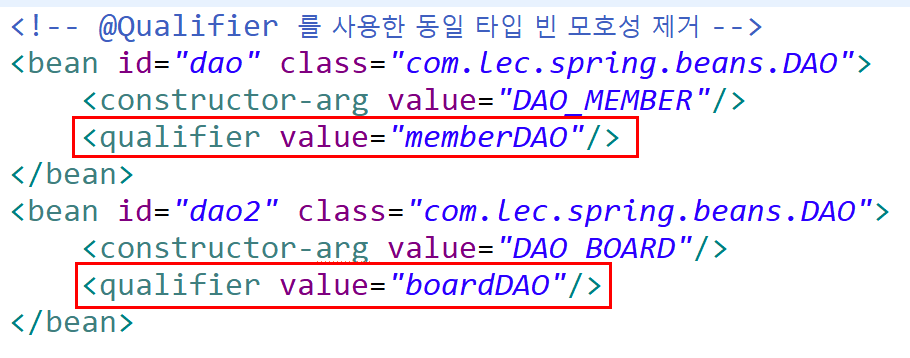 <!-- @Qualifier 를 사용한 동일 타입 빈 모호성 제거 -->
<bean id="dao" class="com.lec.spring.beans.DAO">
    <constructor-arg value="DAO_MEMBER"/>
    <qualifier value="memberDAO"/>
</bean>
<bean id="dao2" class="com.lec.spring.beans.DAO">
    <constructor-arg value="DAO_BOARD"/>
    <qualifier value="boardDAO"/>
</bean>